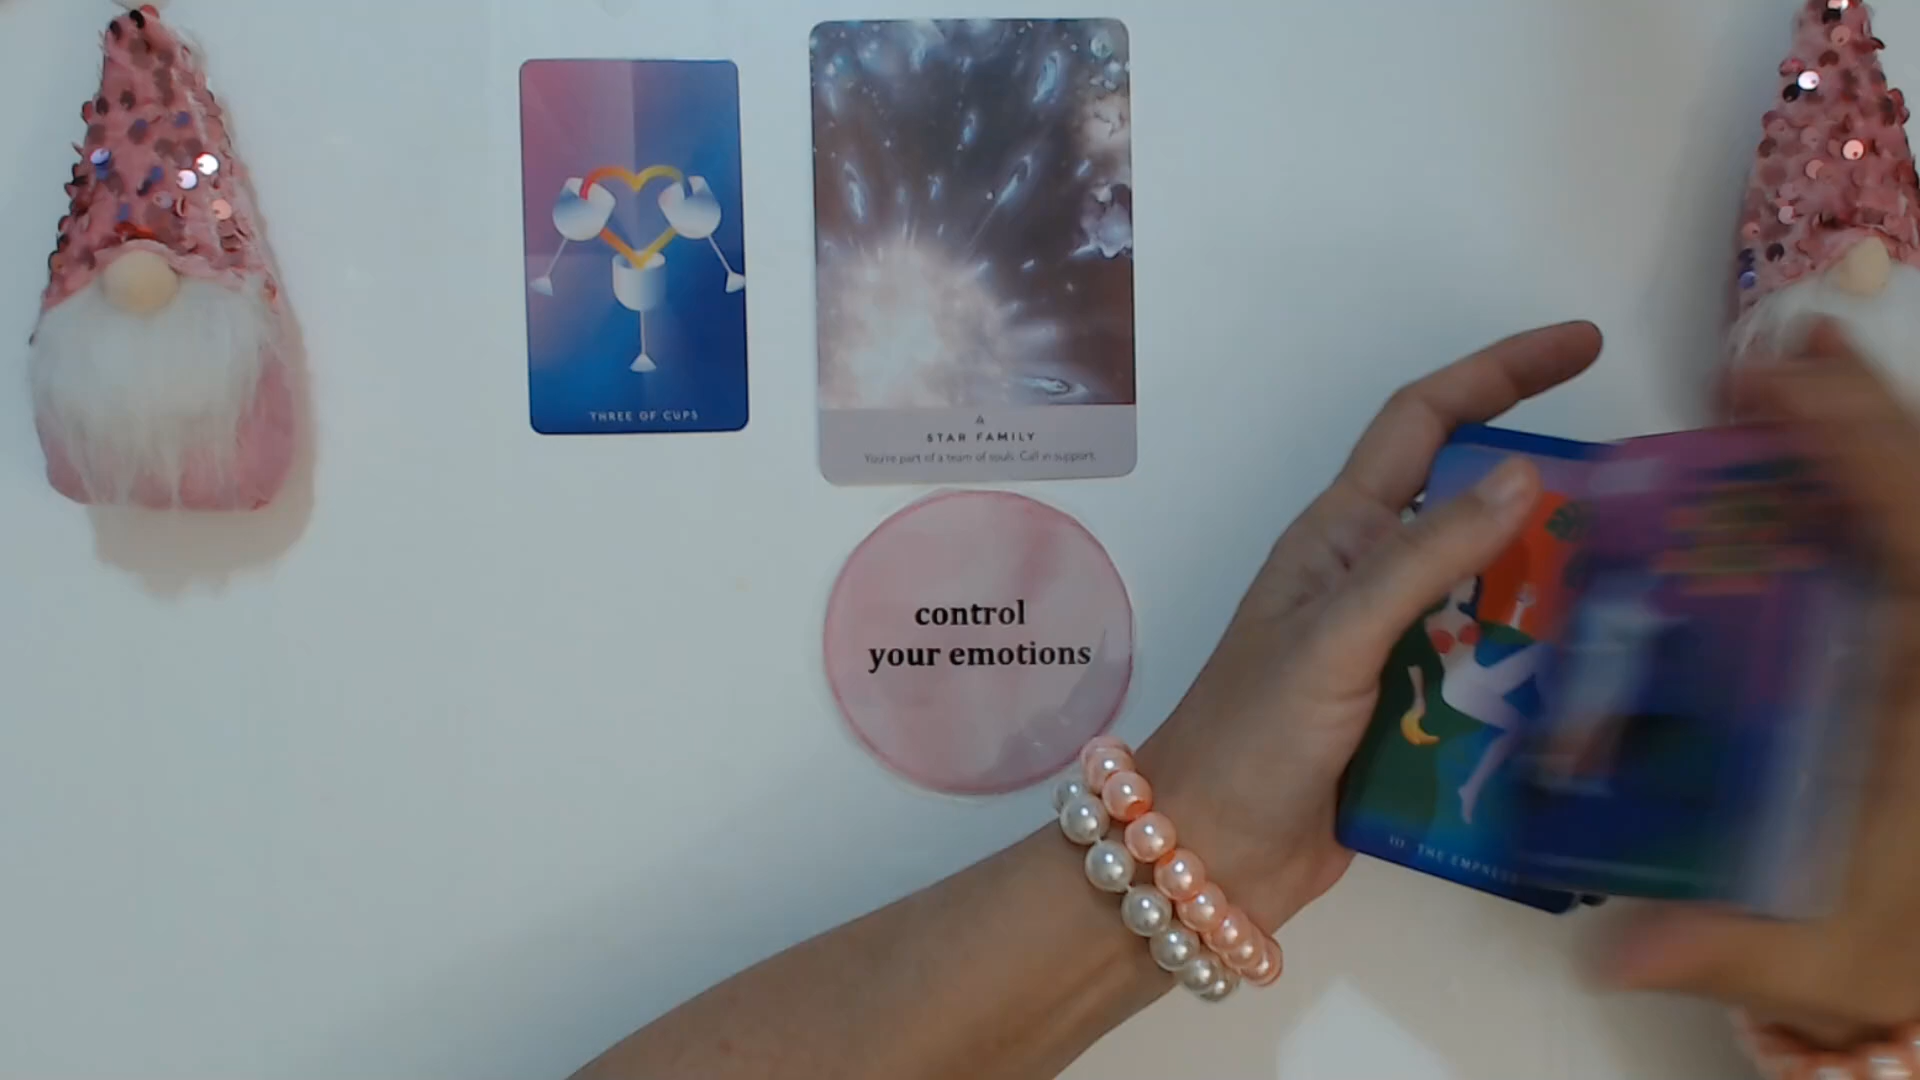 THREE OF CUPS
STAR FAMILY
You're part of a team of souls. Call in support.
control
your emotions
III THE EMPRESS